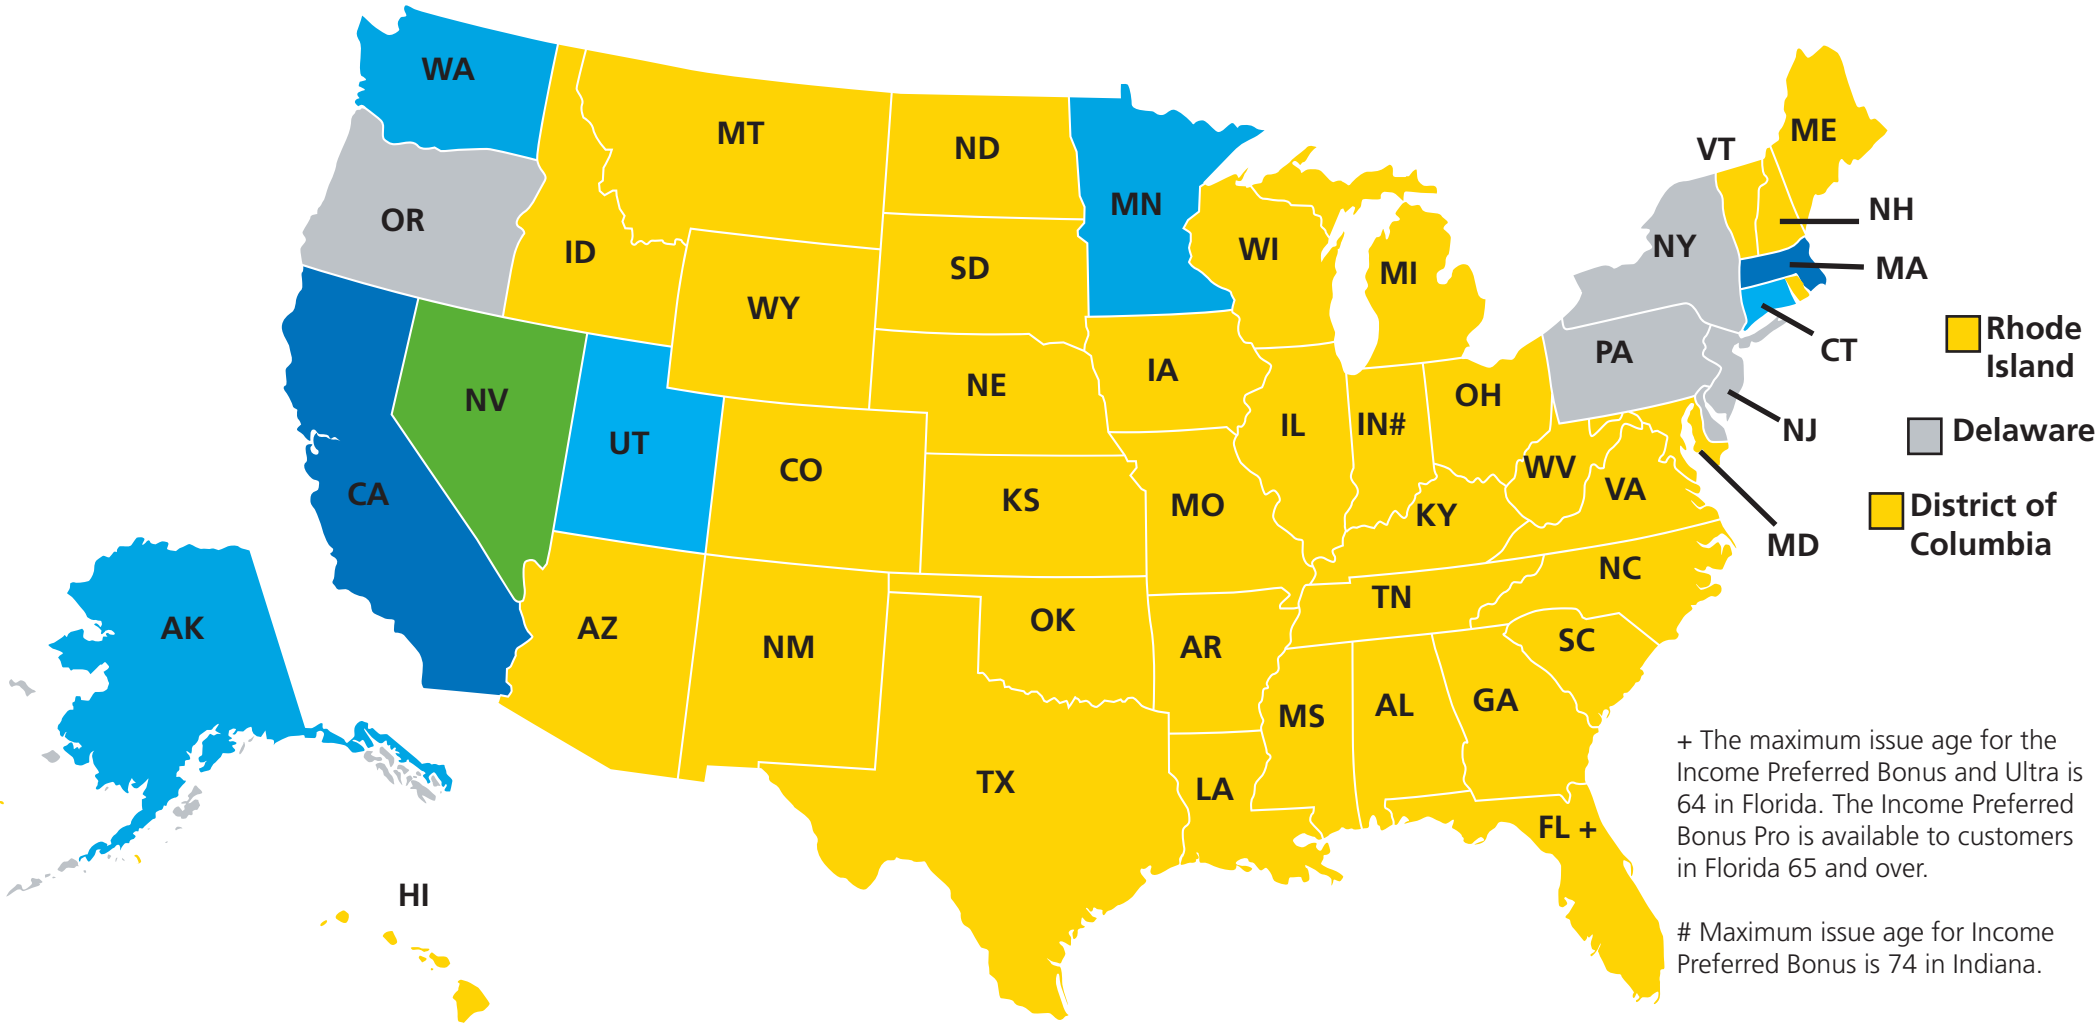 WA
MT
ND
MN
VT
ME
OR
ID
SD
WI
MI
NY
NH
MA
WY
NE
IA
PA
CT
Rhode
Island
NV
UT
CO
KS
MO
IL
IN#
OH
WV
VA
KY
NJ
MD
Delaware
District of
Columbia
CA
AK
AZ
NM
OK
AR
TN
NC
SC
MS
AL
GA
TX
LA
FL +
HI
+ The maximum issue age for the
Income Preferred Bonus and Ultra is
64 in Florida. The Income Preferred
Bonus Pro is available to customers
in Florida 65 and over.
# Maximum issue age for Income
Preferred Bonus is 74 in Indiana.